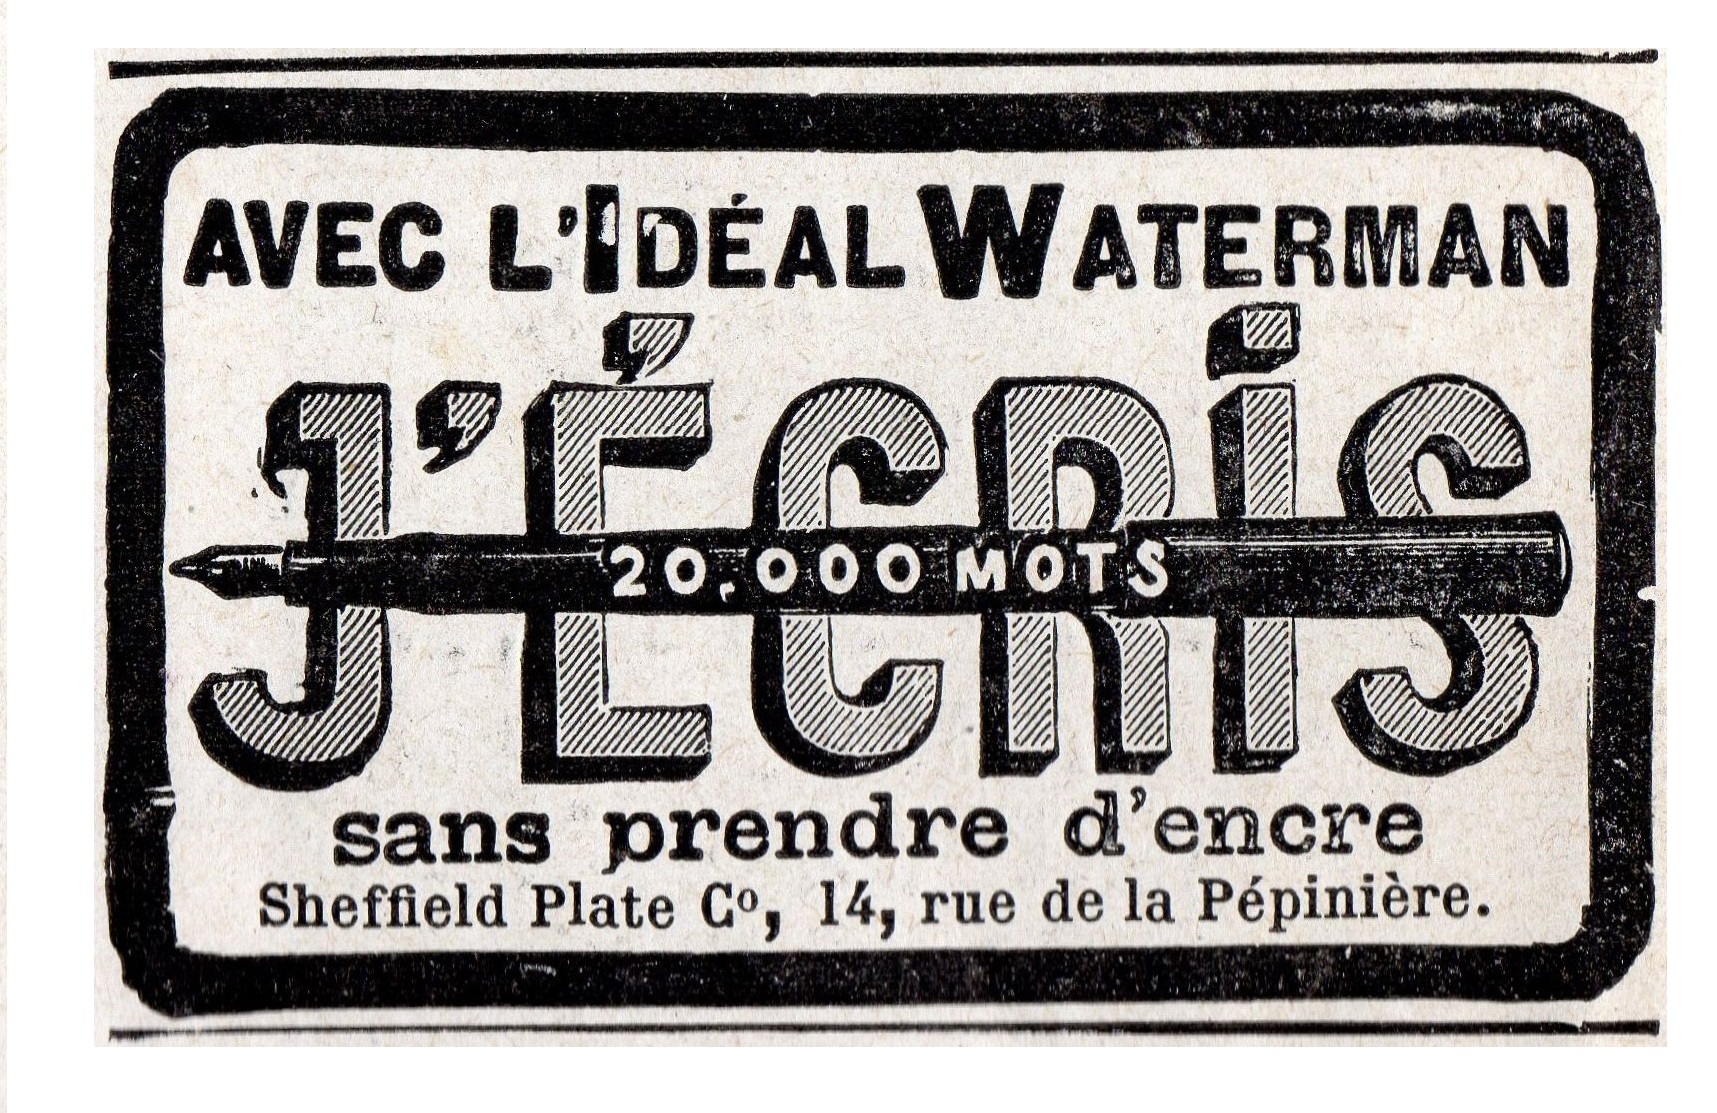 AVEC L'IDÉAL WATERMAN
J'ÉCRiS
20.000 MOTS
sans prendre d'encre
Sheffield Plate Cº, 14, rue de la Pépinière.